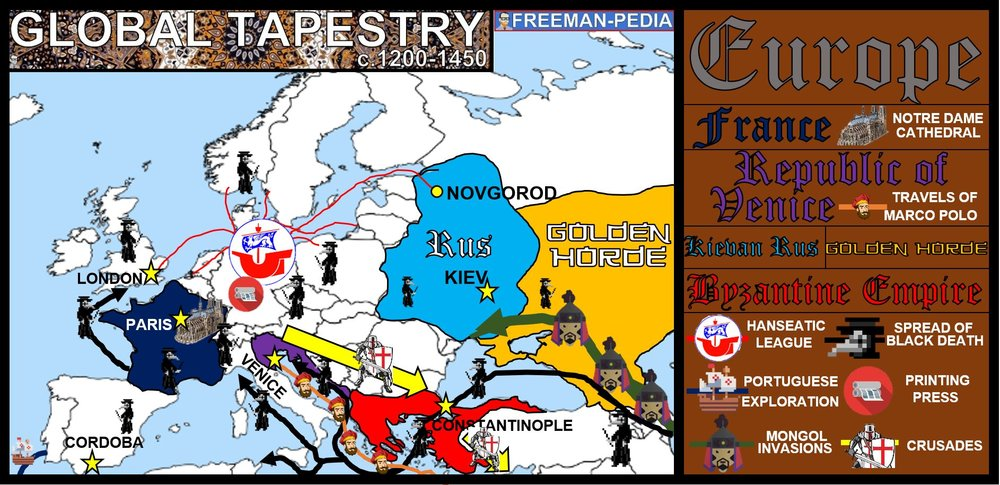 GLOBAL TAPESTRY
c.1200-1450
FREEMAN-PEDIA
NOVGOROD
Rus
GOLDEN
HORDE
KIEV
LONDON
PARIS
VENICE
CONSTANTINOPLE
CORDOBA
Europe
France
NOTRE DAME
CATHEDRAL
Republic of
Venice
TRAVELS OF
MARCO POLO
Kievan Rus
GOLDEN HORDE
Byzantine Empire
HANSEATIC
LEAGUE
SPREAD OF
BLACK DEATH
PORTUGUESE
EXPLORATION
PRINTING
PRESS
MONGOL
INVASIONS
CRUSADES